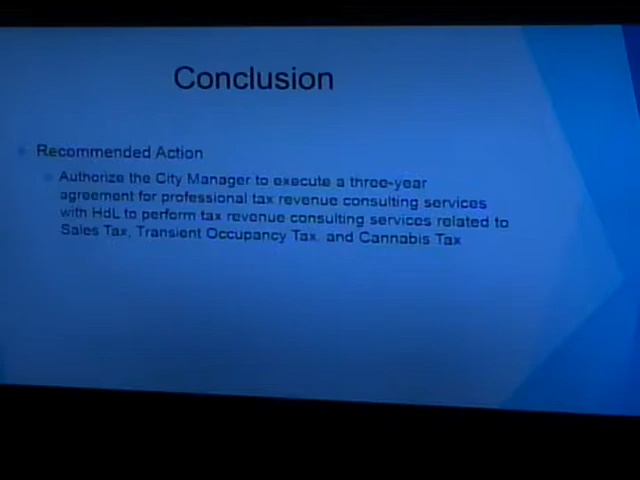 Conclusion
Recommended Action
Authorize the City Manager to execute a three-year
agreement for professional tax revenue consulting services
with HdL to perform tax revenue consulting services related to
Sales Tax, Transient Occupancy Tax, and Cannabis Tax